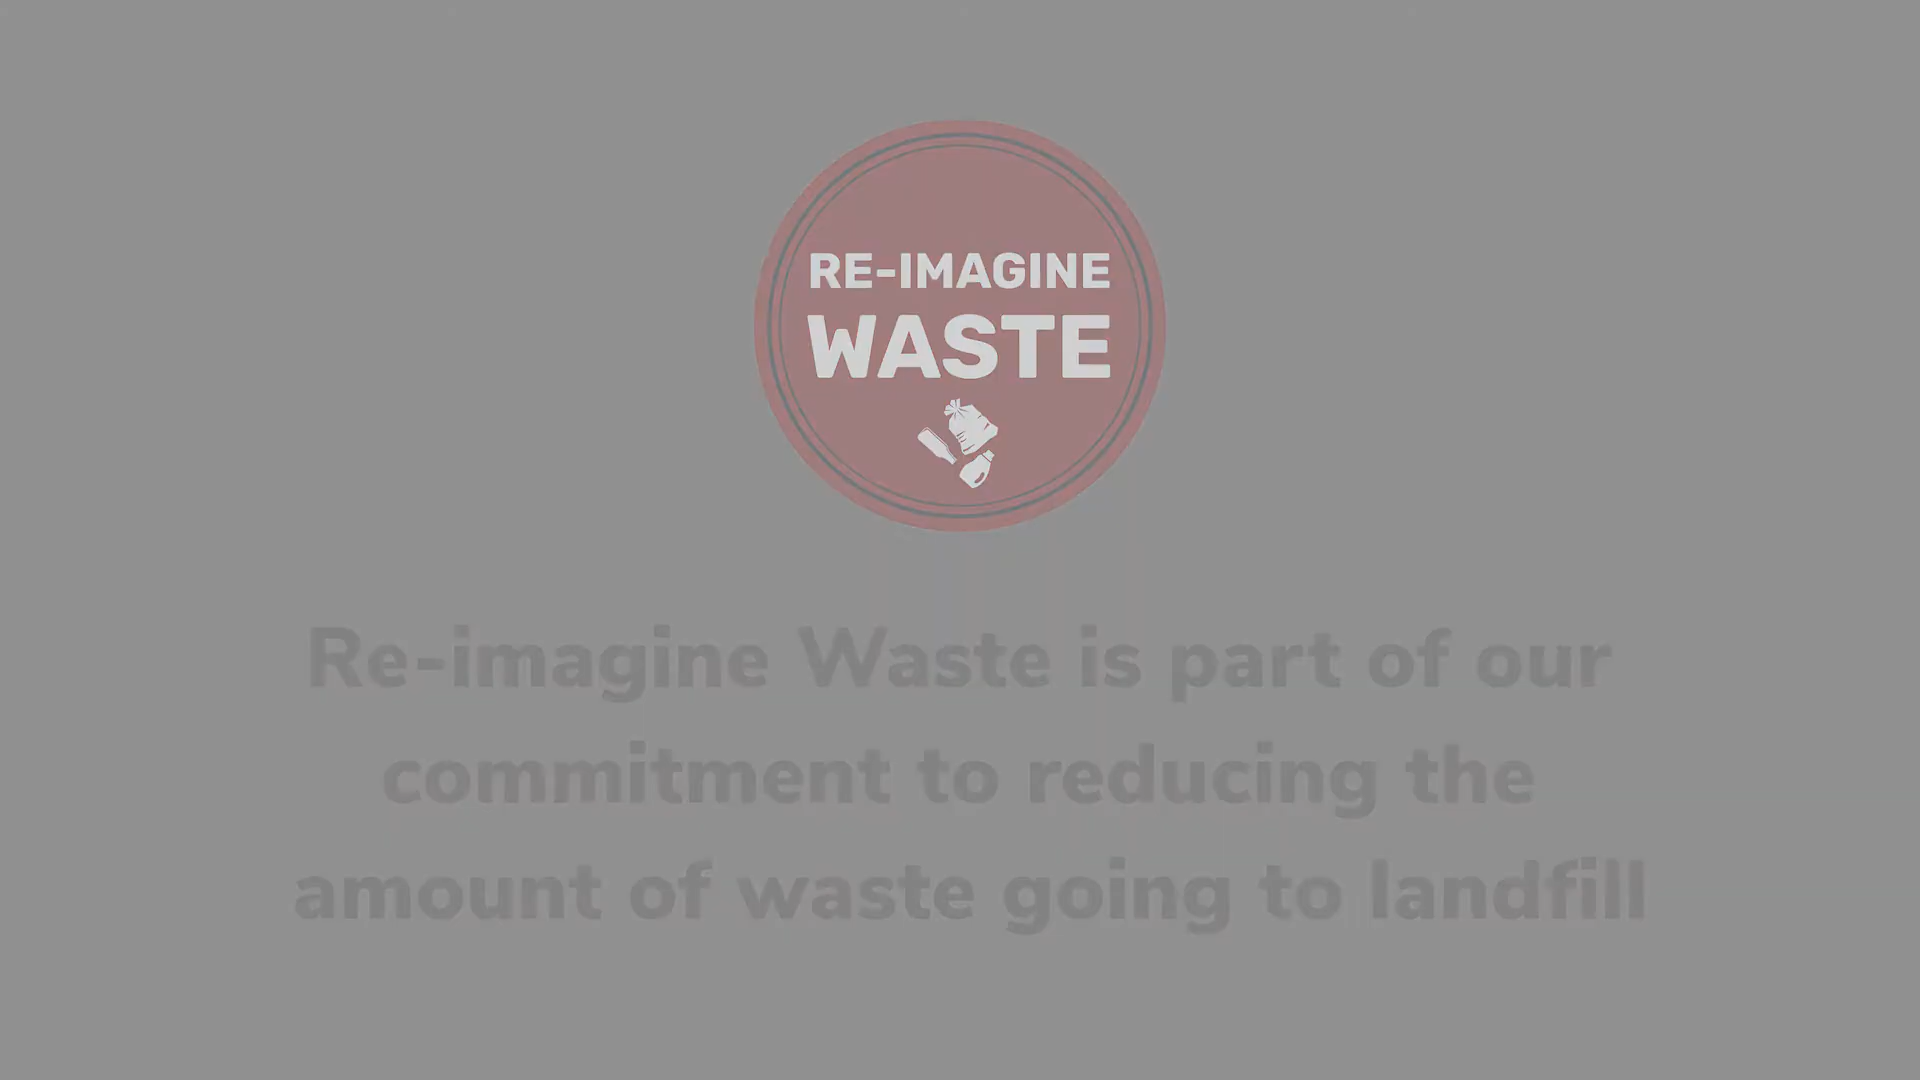 RE-IMAGINE
WASTE
Re-imagine Waste is part of our
commitment to reducing the
amount of waste going to landfill